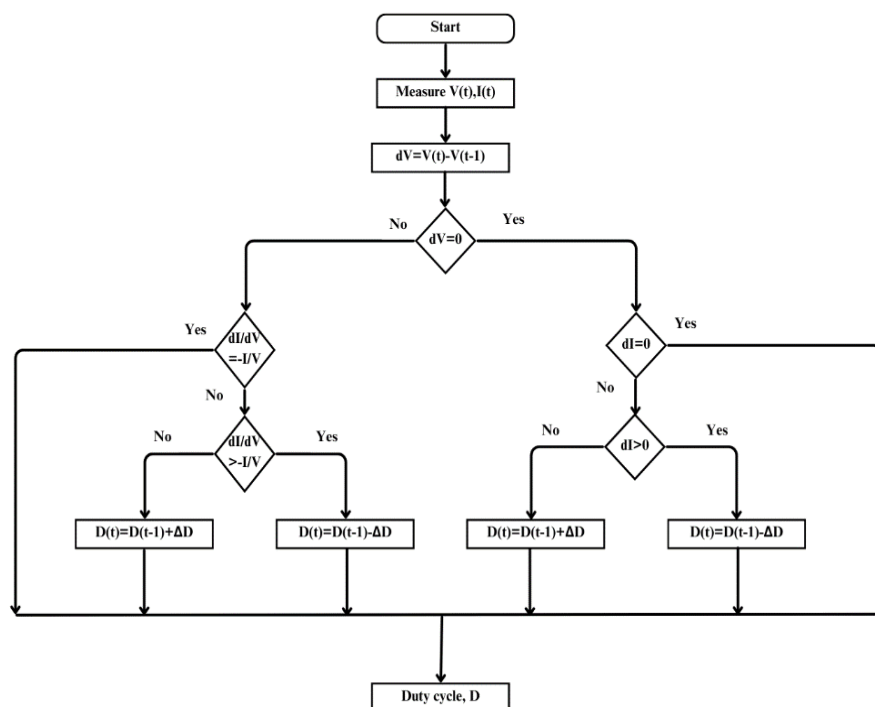 Start
Measure V(t),I(t)
dV=V(t)-V(t-1)
No
Yes
dV=0
Yes
dI/dV
=-I/V
dI=0
Yes
No
No
No
dI/dV
>-I/V
Yes
No
dI>0
Yes
D(t)=D(t-1)+ΔD
D(t)=D(t-1)-ΔD
D(t)=D(t-1)+ΔD
D(t)=D(t-1)-ΔD
Duty cycle, D